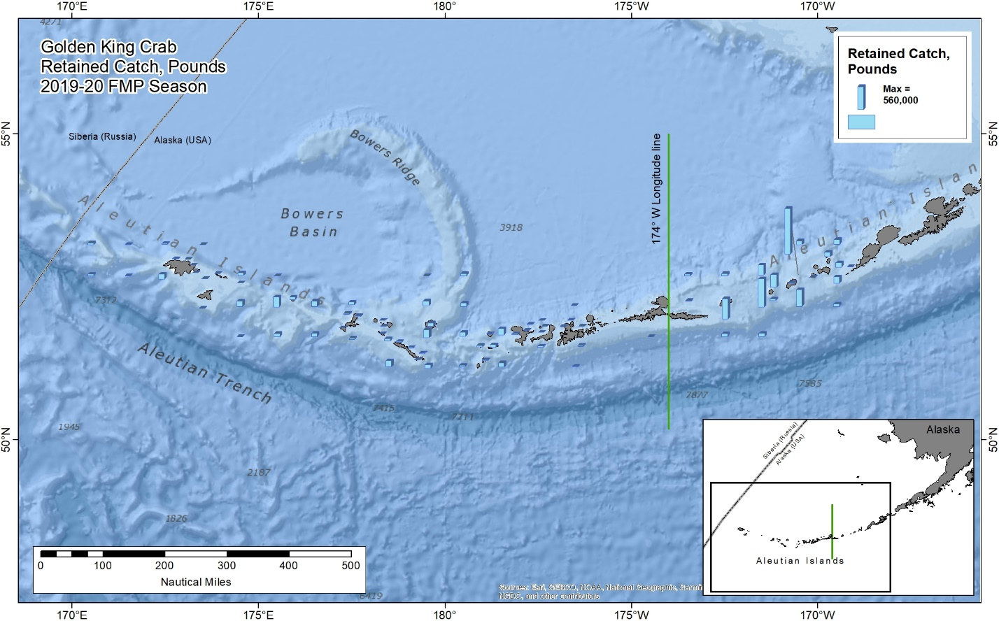 170°E 175°E 180° 175°W 170°W
4271
Golden King Crab
Retained Catch, Pounds
2019-20 FMP Season
Retained Catch,
Pounds
Max =
560,000
55°N
55°N
Siberia (Russia)
Alaska (USA)
174° W Longitude line
Bowers Ridge
Bowers
Basin
3918
Aleutian Islands
Aleutian Islan
7312
Aleutian Trench
7415
7711
7877
7585
50°N
50°N
1945
2187
1826
6419
0 100 200 300 400 500
Nautical Miles
Sources: Esri, GEBCO, NOAA, National Geographic, Garmin
NGDC, and other contributors
Siberia (Russia)
Alaska (USA)
Alaska
Aleutian Islands
170°E 175°E 180° 175°W 170°W